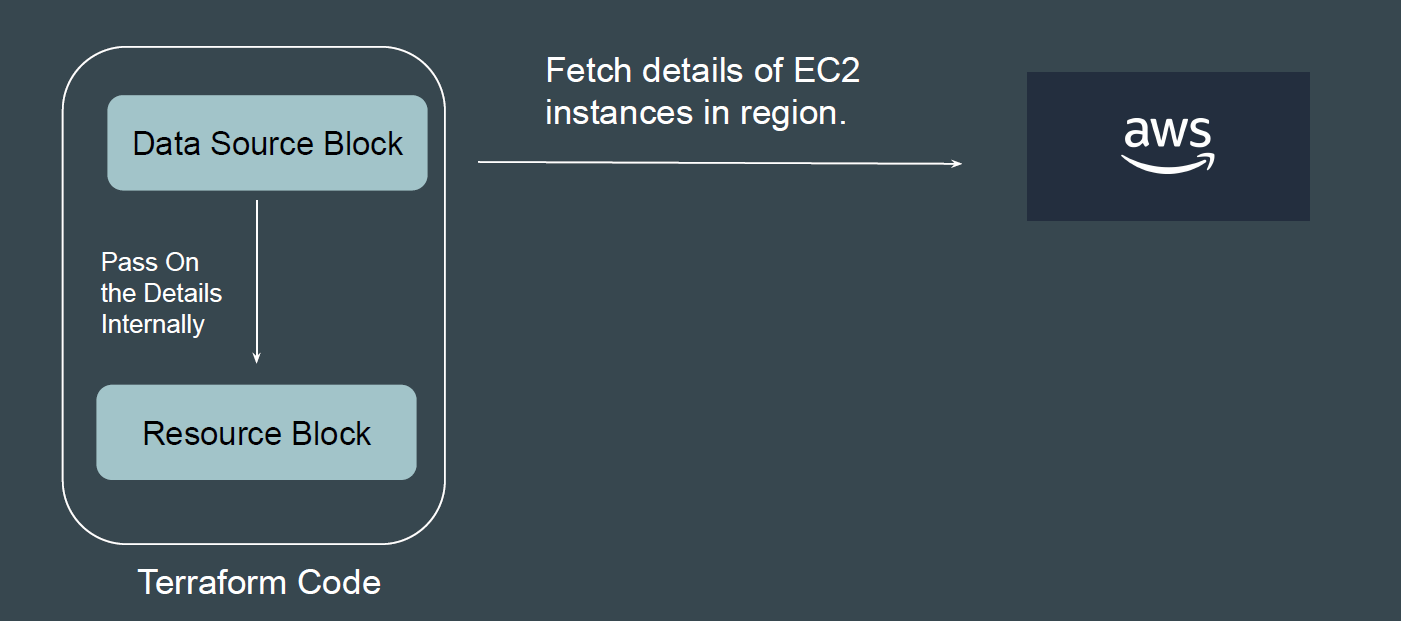 Fetch details of EC2
instances in region.
aws
Data Source Block
Pass On
the Details
Internally
Resource Block
Terraform Code